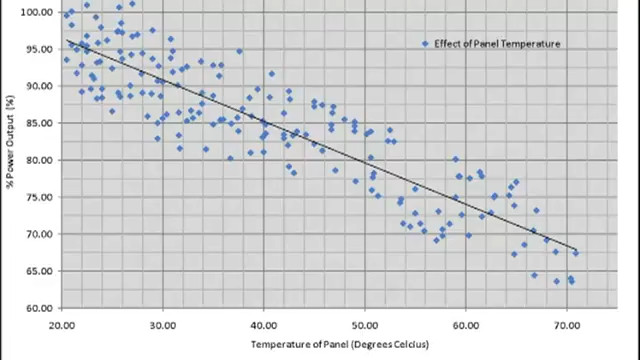 100.00
95.00
Effect of Panel Temperature
90.00
85.00
80.00
75.00
70.00
65.00
60.00
% Power Output (%)
20.00 30.00 40.00 50.00 60.00 70.00
Temperature of Panel (Degrees Celcius)